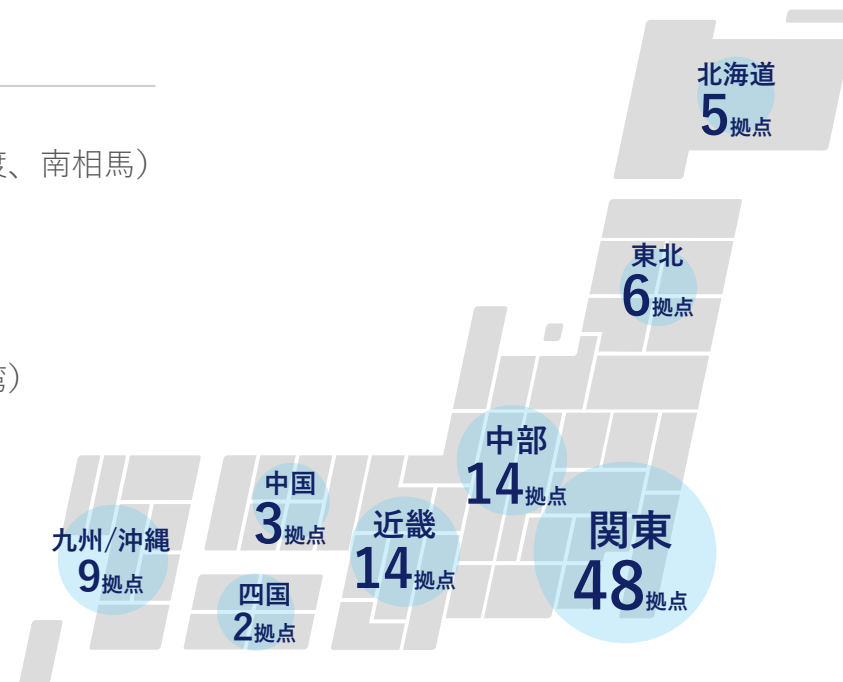 、南相馬）
）
北海道
5拠点
東北
6拠点
中部
14拠点
中国
3拠点
近畿
14拠点
関東
48拠点
九州/沖縄
9拠点
四国
2拠点